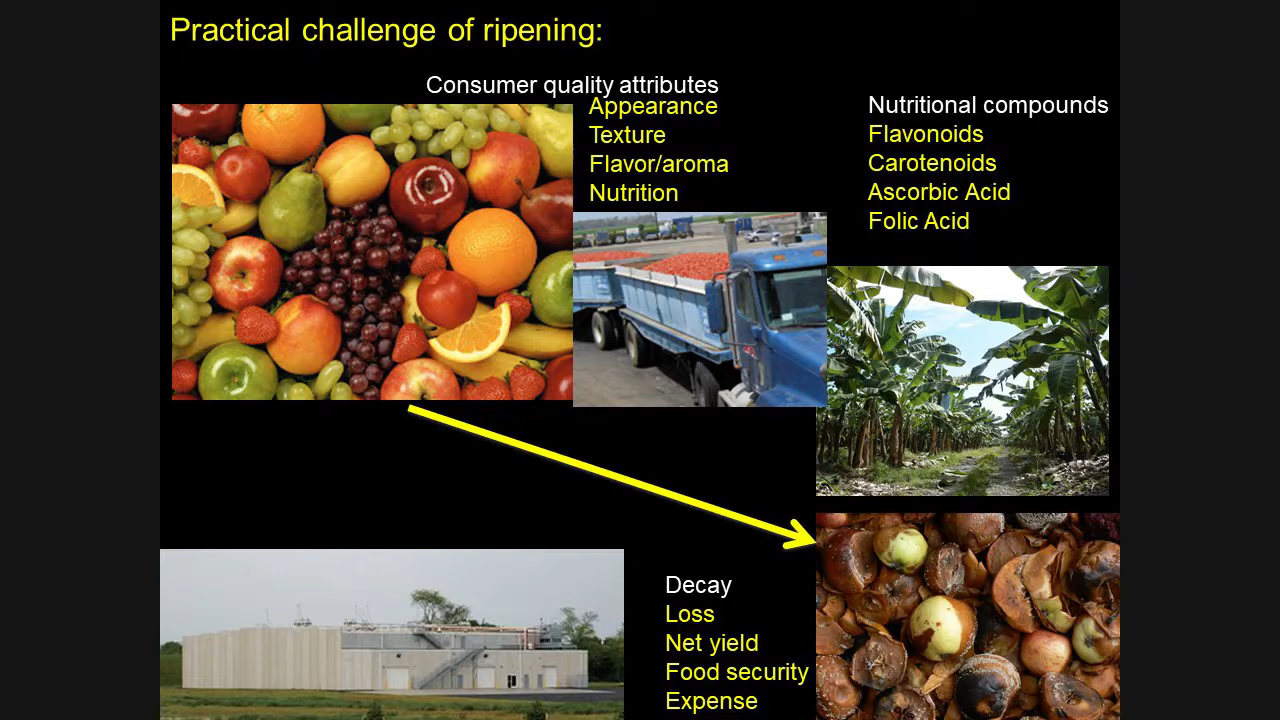 Practical challenge of ripening:
Consumer quality attributes
Appearance
Texture
Flavor/aroma
Nutrition
Nutritional compounds
Flavonoids
Carotenoids
Ascorbic Acid
Folic Acid
Decay
Loss
Net yield
Food security
Expense